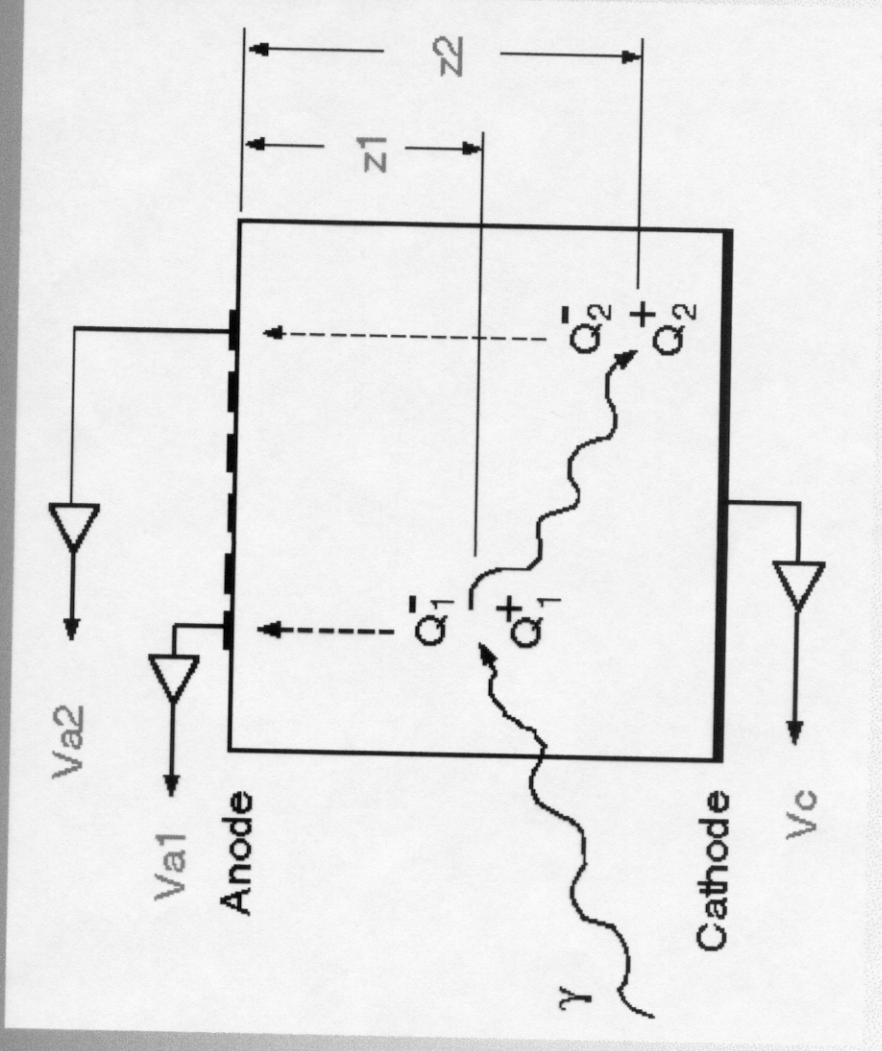 Va2
Va1
Anode
z1
z2
Q1 -
Q1 +
Q2 -
Q2 +
γ
Cathode
Vc